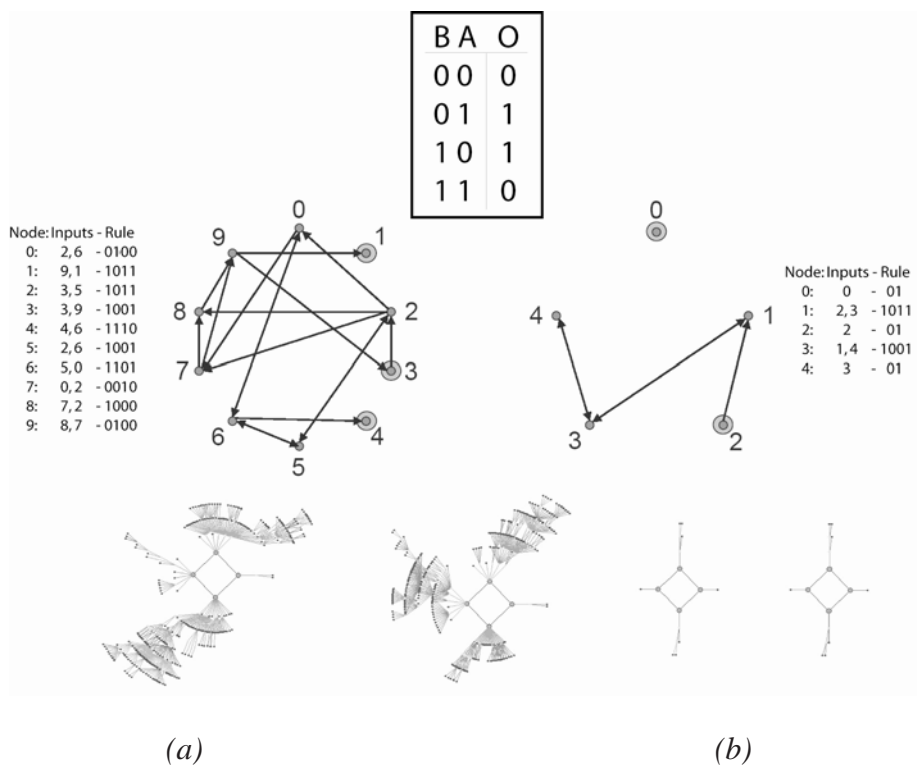 B A O
0 0 0
0 1 1
1 0 1
1 1 0
Node: Inputs - Rule
0: 2,6 - 0100
1: 9,1 - 1011
2: 3,5 - 1011
3: 3,9 - 1001
4: 4,6 - 1110
5: 2,6 - 1001
6: 5,0 - 1101
7: 0,2 - 0010
8: 7,2 - 1000
9: 8,7 - 0100
0
9 1
8 2
7 3
6 4
5
0
4 1
3 2
Node: Inputs - Rule
0: 0 - 01
1: 2,3 - 1011
2: 2 - 01
3: 1,4 - 1001
4: 3 - 01
(a) (b)